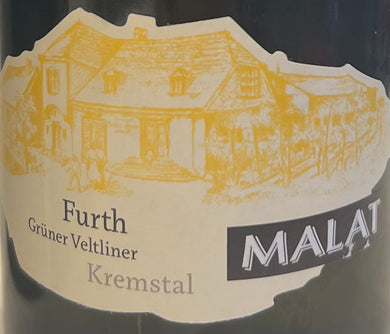 Furth
Grüner Veltliner
Kremstal
MALAT